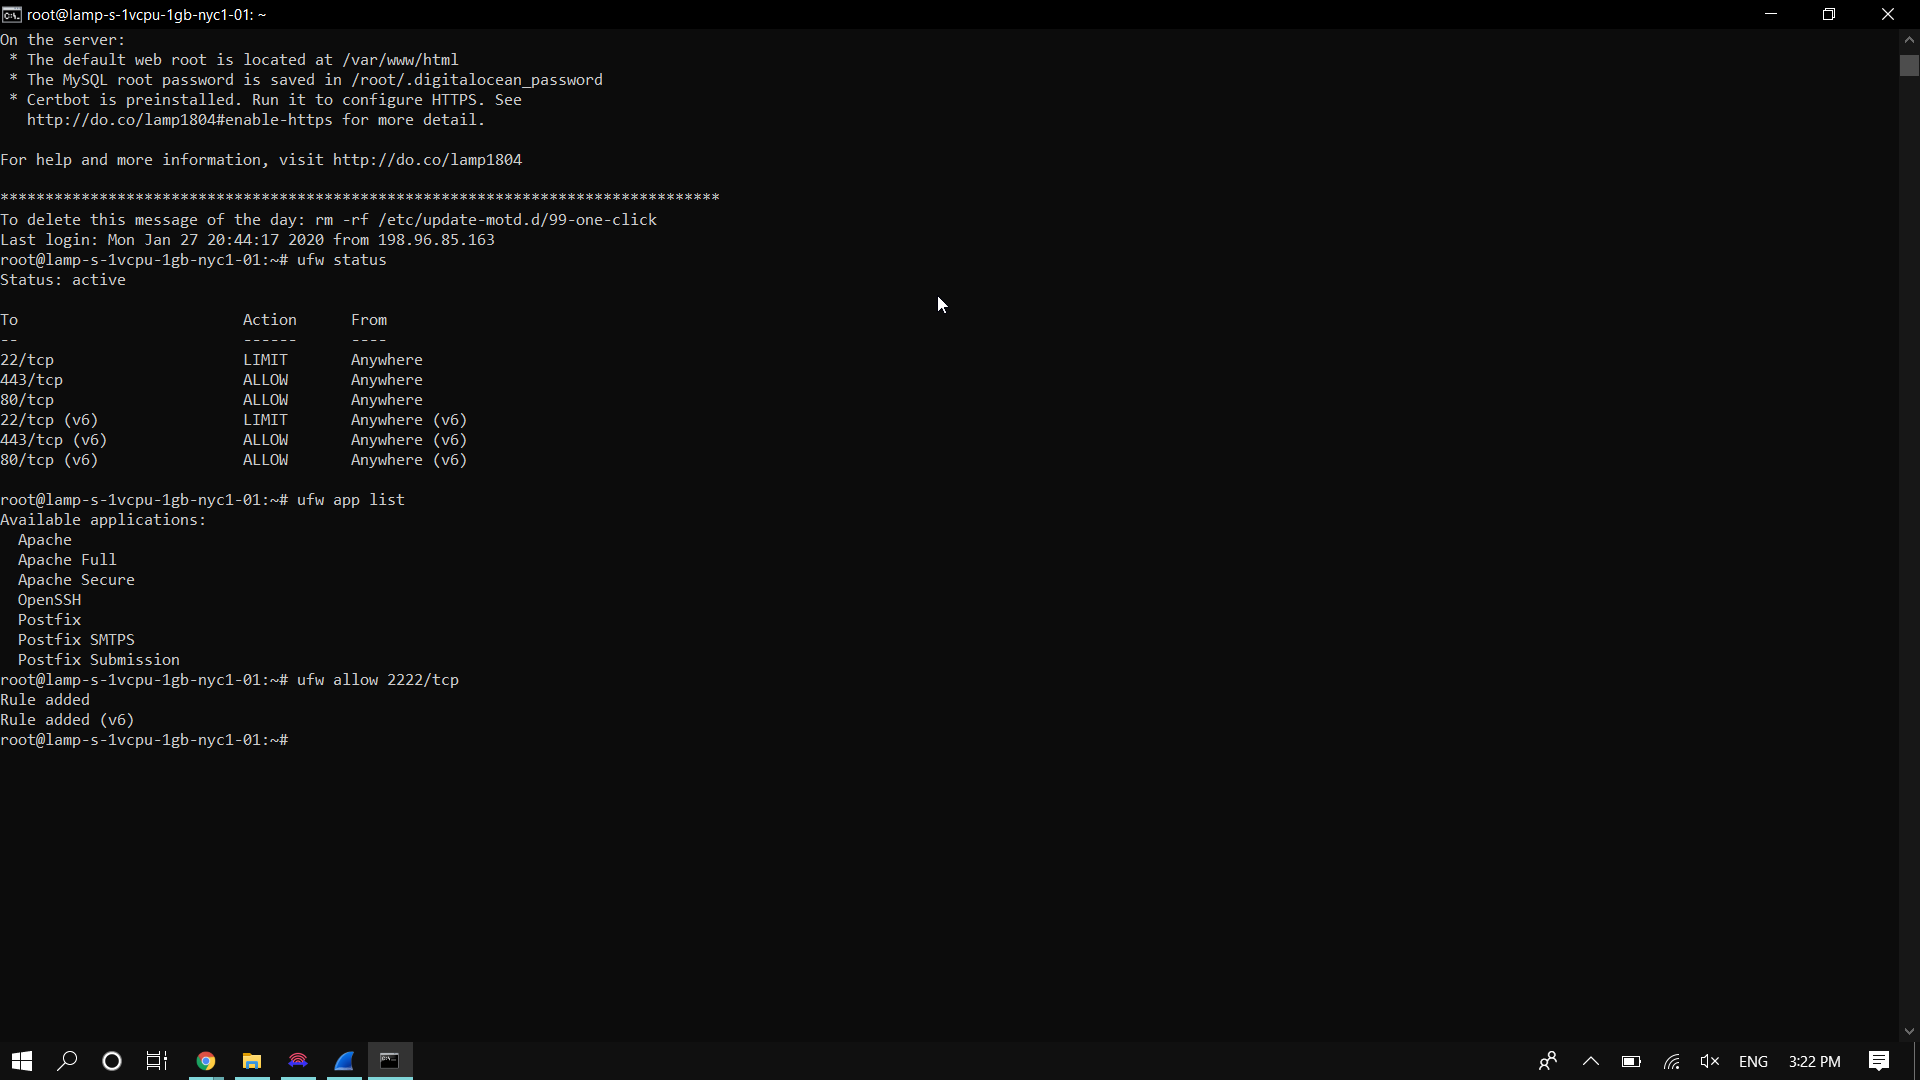 root@lamp-s-1vcpu-1gb-nyc1-01: ~
On the server:
 * The default web root is located at /var/www/html
 * The MySQL root password is saved in /root/.digitalocean_password
 * Certbot is preinstalled. Run it to configure HTTPS. See
   http://do.co/lamp1804#enable-https for more detail.

For help and more information, visit http://do.co/lamp1804

********************************************************************************
To delete this message of the day: rm -rf /etc/update-motd.d/99-one-click
Last login: Mon Jan 27 20:44:17 2020 from 198.96.85.163
root@lamp-s-1vcpu-1gb-nyc1-01:~# ufw status
Status: active

To                         Action      From
--                         ------      ----
22/tcp                     LIMIT       Anywhere
443/tcp                    ALLOW       Anywhere
80/tcp                     ALLOW       Anywhere
22/tcp (v6)                LIMIT       Anywhere (v6)
443/tcp (v6)               ALLOW       Anywhere (v6)
80/tcp (v6)                ALLOW       Anywhere (v6)

root@lamp-s-1vcpu-1gb-nyc1-01:~# ufw app list
Available applications:
  Apache
  Apache Full
  Apache Secure
  OpenSSH
  Postfix
  Postfix SMTPS
  Postfix Submission
root@lamp-s-1vcpu-1gb-nyc1-01:~# ufw allow 2222/tcp
Rule added
Rule added (v6)
root@lamp-s-1vcpu-1gb-nyc1-01:~#
ENG 3:22 PM